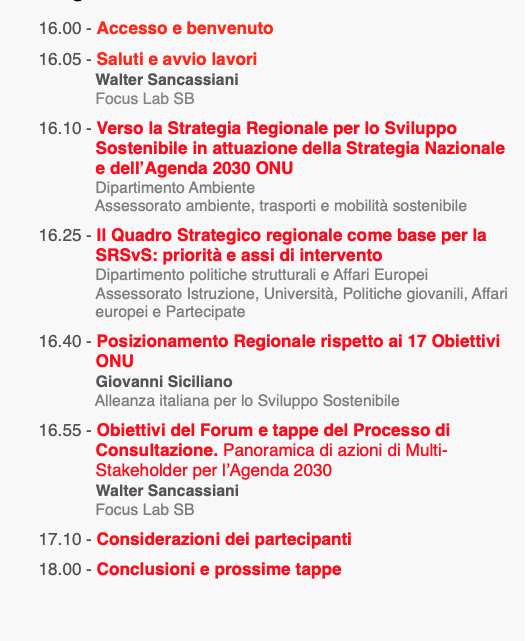 16.00 - Accesso e benvenuto
16.05 - Saluti e avvio lavori
Walter Sancassiani
Focus Lab SB
16.10 - Verso la Strategia Regionale per lo Sviluppo
Sostenibile in attuazione della Strategia Nazionale
e dell’Agenda 2030 ONU
Dipartimento Ambiente
Assessorato ambiente, trasporti e mobilità sostenibile
16.25 - Il Quadro Strategico regionale come base per la
SRSvS: priorità e assi di intervento
Dipartimento politiche strutturali e Affari Europei
Assessorato Istruzione, Università, Politiche giovanili, Affari
europei e Partecipate
16.40 - Posizionamento Regionale rispetto ai 17 Obiettivi
ONU
Giovanni Siciliano
Alleanza italiana per lo Sviluppo Sostenibile
16.55 - Obiettivi del Forum e tappe del Processo di
Consultazione. Panoramica di azioni di Multi-
Stakeholder per l’Agenda 2030
Walter Sancassiani
Focus Lab SB
17.10 - Considerazioni dei partecipanti
18.00 - Conclusioni e prossime tappe